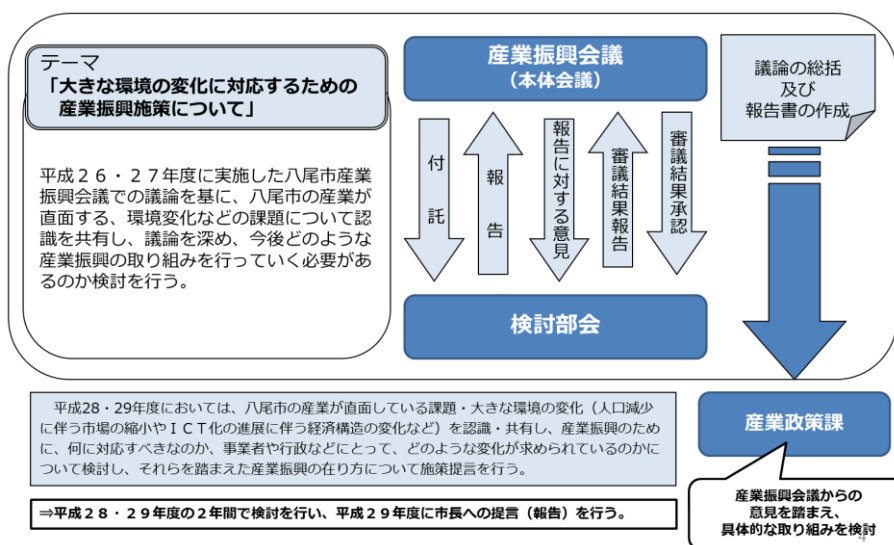 テーマ
「大きな環境の変化に対応するための
産業振興施策について」
平成２６・２７年度に実施した八尾市産業
振興会議での議論を基に、八尾市の産業が
直面する、環境変化などの課題について認
識を共有し、議論を深め、今後どのような
産業振興の取り組みを行っていく必要があ
るのか検討を行う。
産業振興会議
（本体会議）
付託
報告
報告に対する意見
審議結果報告
審議結果承認
検討部会
議論の総括
及び
報告書の作成
平成28・29年度においては、八尾市の産業が直面している課題・大きな環境の変化（人口減少
に伴う市場の縮小やＩＣＴ化の進展に伴う経済構造の変化など）を認識・共有し、産業振興のため
に、何に対応すべきなのか、事業者や行政などにとって、どのような変化が求められているのかに
ついて検討し、それらを踏まえた産業振興の在り方について施策提言を行う。
⇒平成２８・２９年度の２年間で検討を行い、平成２９年度に市長への提言（報告）を行う。
産業政策課
産業振興会議からの
意見を踏まえ、
具体的な取り組みを検討
4